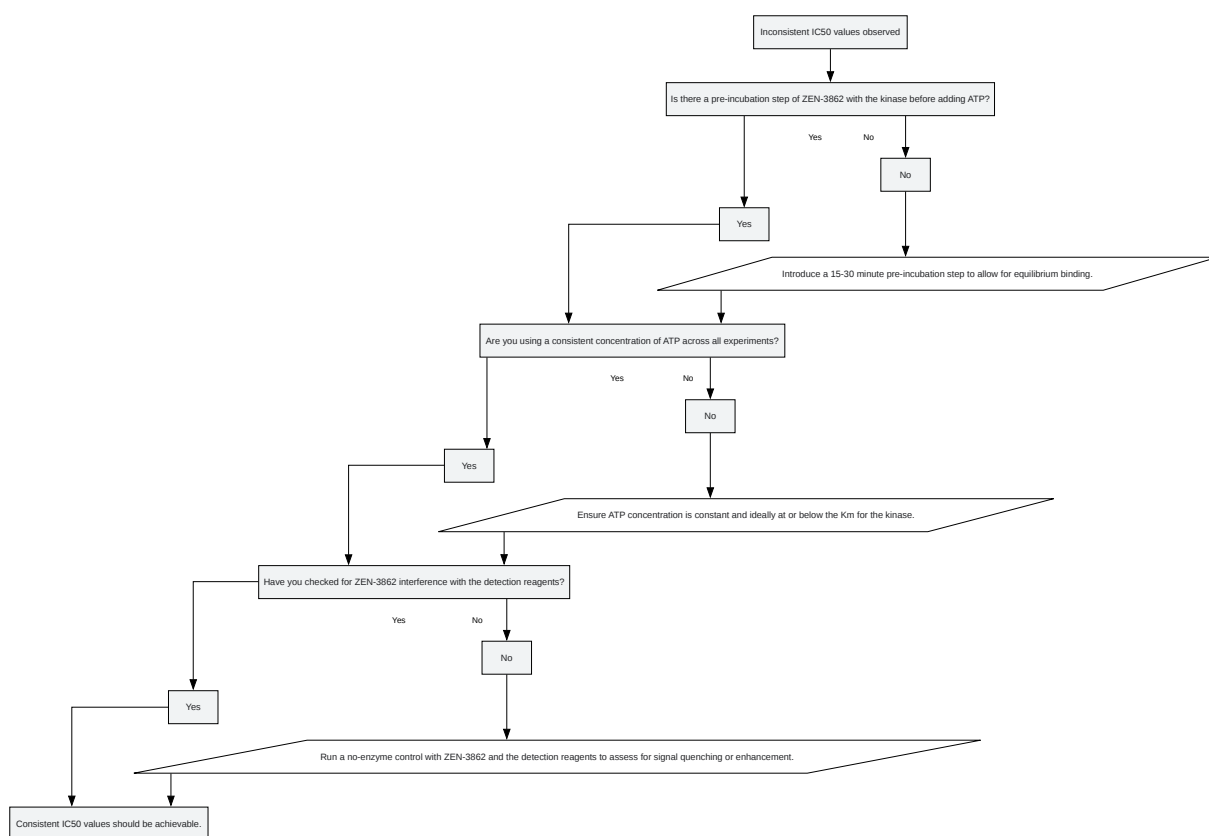 Inconsistent IC50 values observed
Is there a pre-incubation step of ZEN-3862 with the kinase before adding ATP?
Yes
No
No
Yes
Introduce a 15-30 minute pre-incubation step to allow for equilibrium binding.
Are you using a consistent concentration of ATP across all experiments?
Yes
No
No
Yes
Ensure ATP concentration is constant and ideally at or below the Km for the kinase.
Have you checked for ZEN-3862 interference with the detection reagents?
Yes
No
No
Yes
Run a no-enzyme control with ZEN-3862 and the detection reagents to assess for signal quenching or enhancement.
Consistent IC50 values should be achievable.